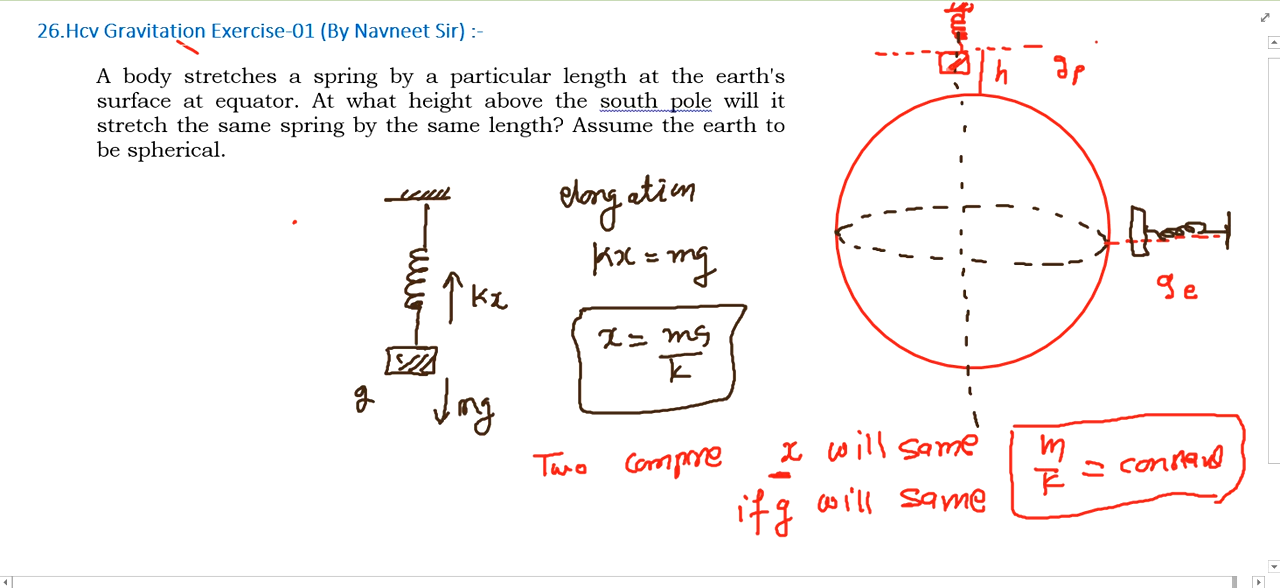 26.Hcv Gravitation Exercise-01 (By Navneet Sir) :-
A body stretches a spring by a particular length at the earth's
surface at equator. At what height above the south pole will it
stretch the same spring by the same length? Assume the earth to
be spherical.
h
gp
elongation
kx = mg
kx
x = mg
k
g
mg
ge
Two compare x will same
if g will same
m
k
= constant